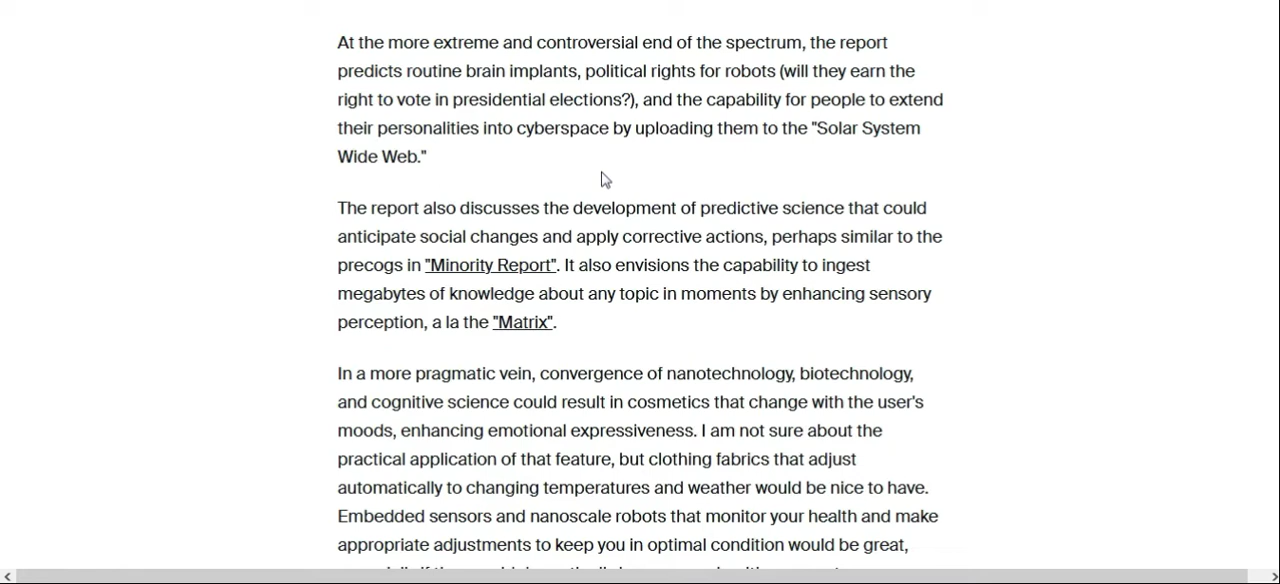 At the more extreme and controversial end of the spectrum, the report
predicts routine brain implants, political rights for robots (will they earn the
right to vote in presidential elections?), and the capability for people to extend
their personalities into cyberspace by uploading them to the "Solar System
Wide Web."
The report also discusses the development of predictive science that could
anticipate social changes and apply corrective actions, perhaps similar to the
precogs in "Minority Report". It also envisions the capability to ingest
megabytes of knowledge about any topic in moments by enhancing sensory
perception, a la the "Matrix".
In a more pragmatic vein, convergence of nanotechnology, biotechnology,
and cognitive science could result in cosmetics that change with the user's
moods, enhancing emotional expressiveness. I am not sure about the
practical application of that feature, but clothing fabrics that adjust
automatically to changing temperatures and weather would be nice to have.
Embedded sensors and nanoscale robots that monitor your health and make
appropriate adjustments to keep you in optimal condition would be great,